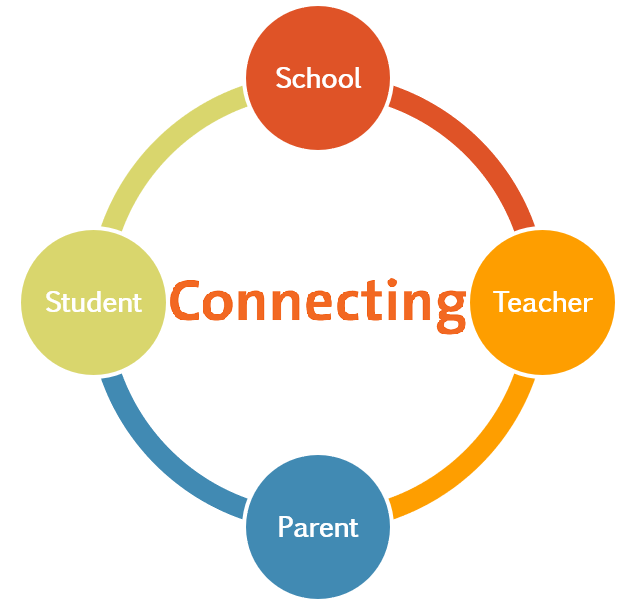 School
Student
Connecting
Teacher
Parent